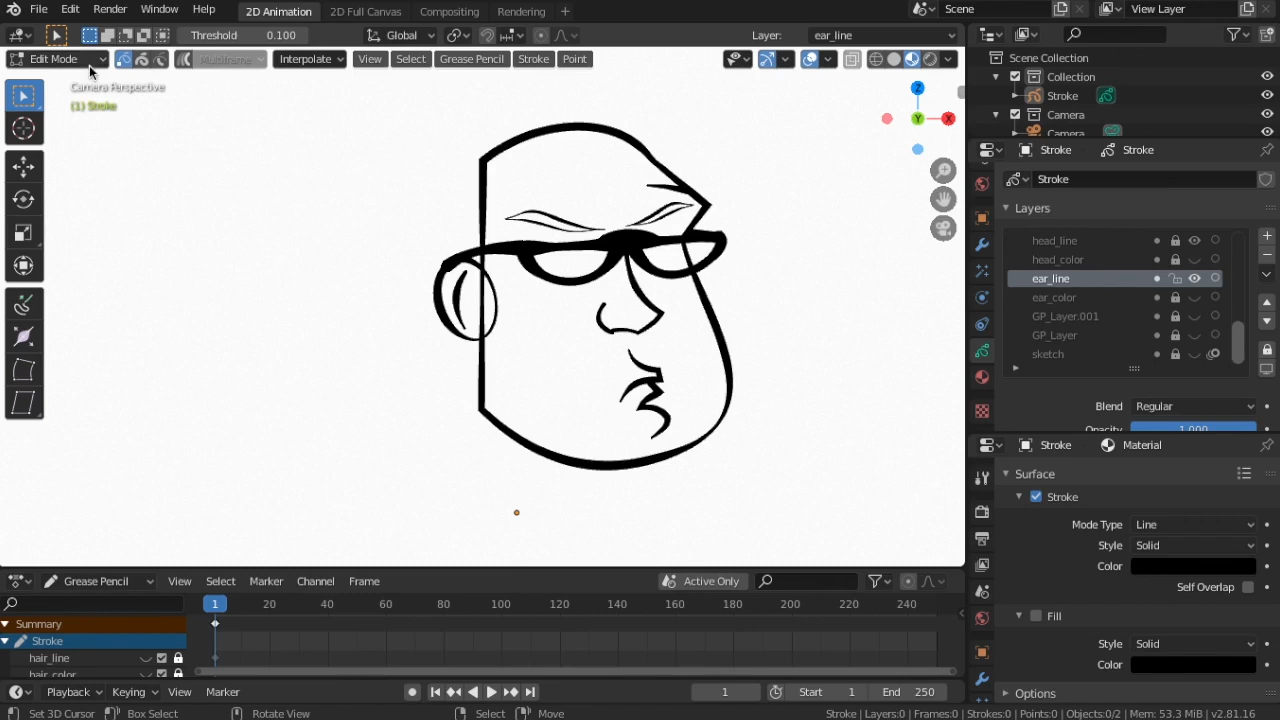 File Edit Render Window Help 2D Animation 2D Full Canvas Compositing Rendering + Scene View Layer
Threshold 0.100 Global Layer: ear_line
Edit Mode Multiframe Interpolate View Select Grease Pencil Stroke Point
Camera Perspective
(1) Stroke
Z
Y
X
Scene Collection
Collection
Stroke
Camera
Camera
Stroke Stroke
Stroke
Layers
head_line
head_color
ear_line
ear_color
GP_Layer.001
GP_Layer
sketch
Blend Regular
Opacity 1.000
Stroke Material
Surface
Stroke
Mode Type Line
Style Solid
Color
Self Overlap
Fill
Style Solid
Color
Options
Grease Pencil View Select Marker Channel Frame Active Only
1 20 40 60 80 100 120 140 160 180 200 220 240
Summary
Stroke
hair_line
hair_color
Playback Keying View Marker 1 Start 1 End 250
Set 3D Cursor Box Select Rotate View Select Move Stroke | Layers:0 | Frames:0 | Strokes:0 | Points:0 | Objects:0/2 | Mem: 53.3 MiB | v2.81.16